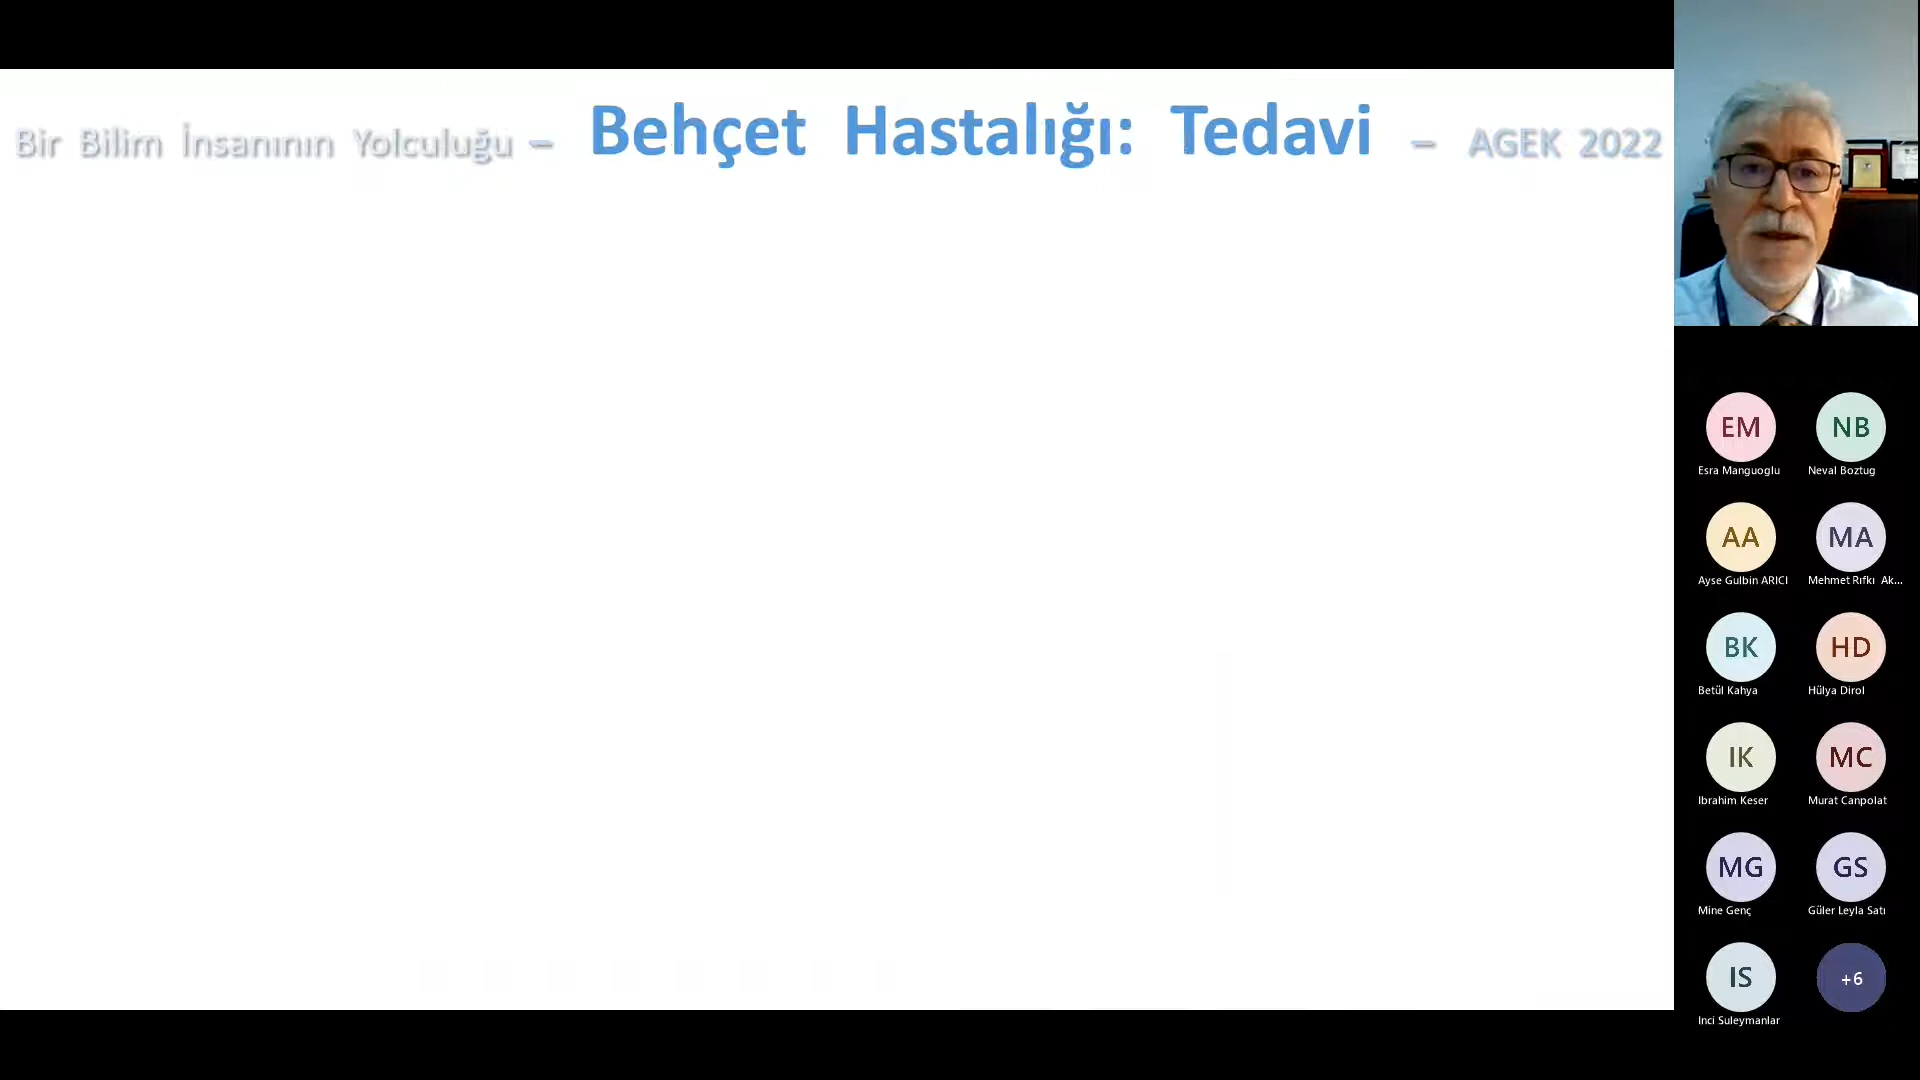 Bir Bilim İnsanının Yolculuğu – Behçet Hastalığı: Tedavi – AGEK 2022
EM
NB
Esra Manguoglu
Neval Boztug
AA
MA
Ayse Gulbin ARICI
Mehmet Rıfkı Ak...
BK
HD
Betül Kahya
Hülya Dirol
IK
MC
Ibrahim Keser
Murat Canpolat
MG
GS
Mine Genç
Güler Leyla Satı
IS
+6
Inci Suleymanlar